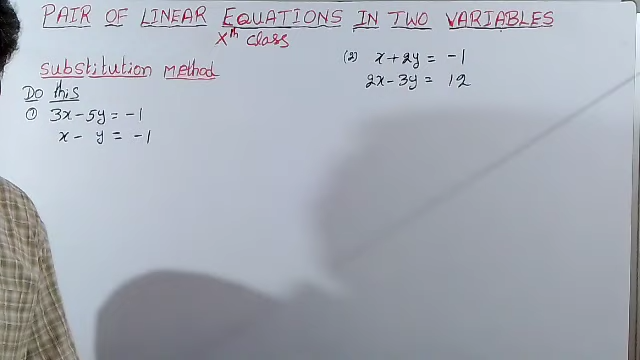 PAIR OF LINEAR EQUATIONS IN TWO VARIABLES
Xth class
Substitution Method
Do this
① 3x-5y = -1
x - y = -1
(2) x+2y = -1
2x-3y = 12